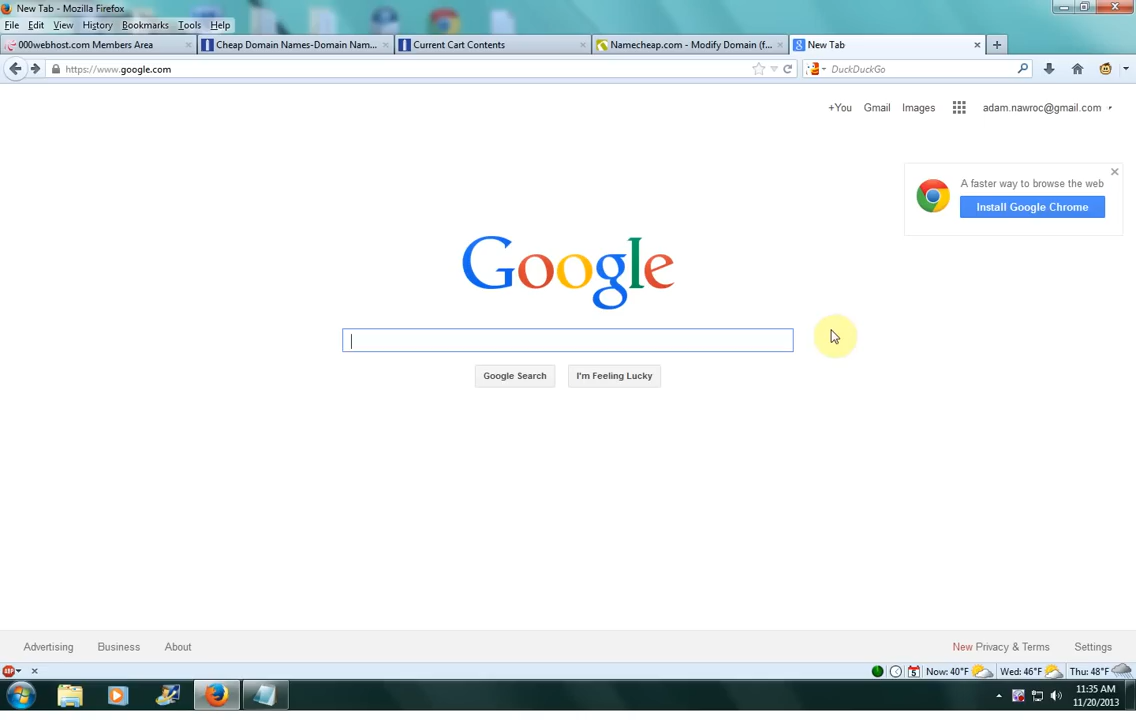 New Tab - Mozilla Firefox
File Edit View History Bookmarks Tools Help
000webhost.com Members Area
Cheap Domain Names-Domain Nam...
Current Cart Contents
Namecheap.com - Modify Domain (f...
New Tab
https://www.google.com
DuckDuckGo
+You Gmail Images adam.nawroc@gmail.com
A faster way to browse the web
Install Google Chrome
Google
Google Search I'm Feeling Lucky
Advertising Business About New Privacy & Terms Settings
ABP Now: 40°F Wed: 46°F Thu: 48°F
11:35 AM
11/20/2013